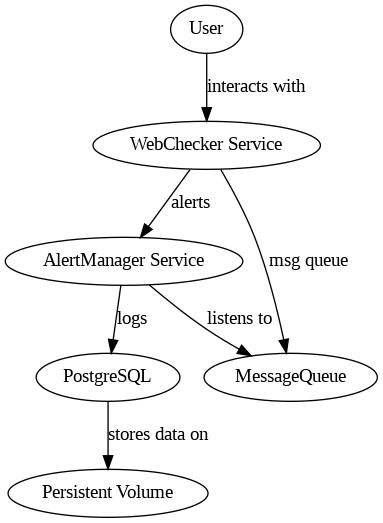 User
interacts with
WebChecker Service
alerts
AlertManager Service
msg queue
logs
listens to
PostgreSQL
MessageQueue
stores data on
Persistent Volume